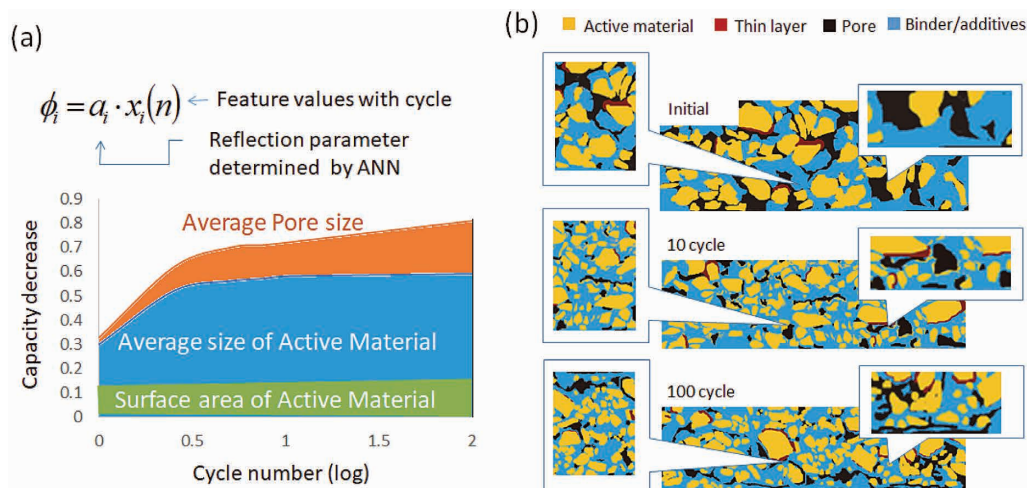 (a)
ϕᵢ = aᵢ · xᵢ(n)
Feature values with cycle
Reflection parameter
determined by ANN
0.9
0.8
0.7
0.6
0.5
0.4
0.3
0.2
0.1
0
Capacity decrease
Average Pore size
Average size of Active Material
Surface area of Active Material
0 0.5 1 1.5 2
Cycle number (log)
(b)
Active material Thin layer Pore Binder/additives
Initial
10 cycle
100 cycle